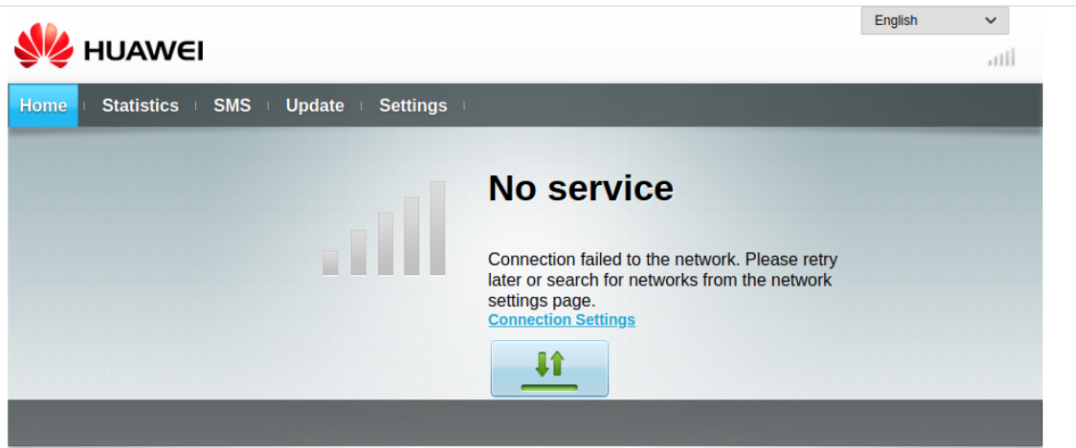 English
HUAWEI
Home
Statistics
SMS
Update
Settings
No service
Connection failed to the network. Please retry
later or search for networks from the network
settings page.
Connection Settings